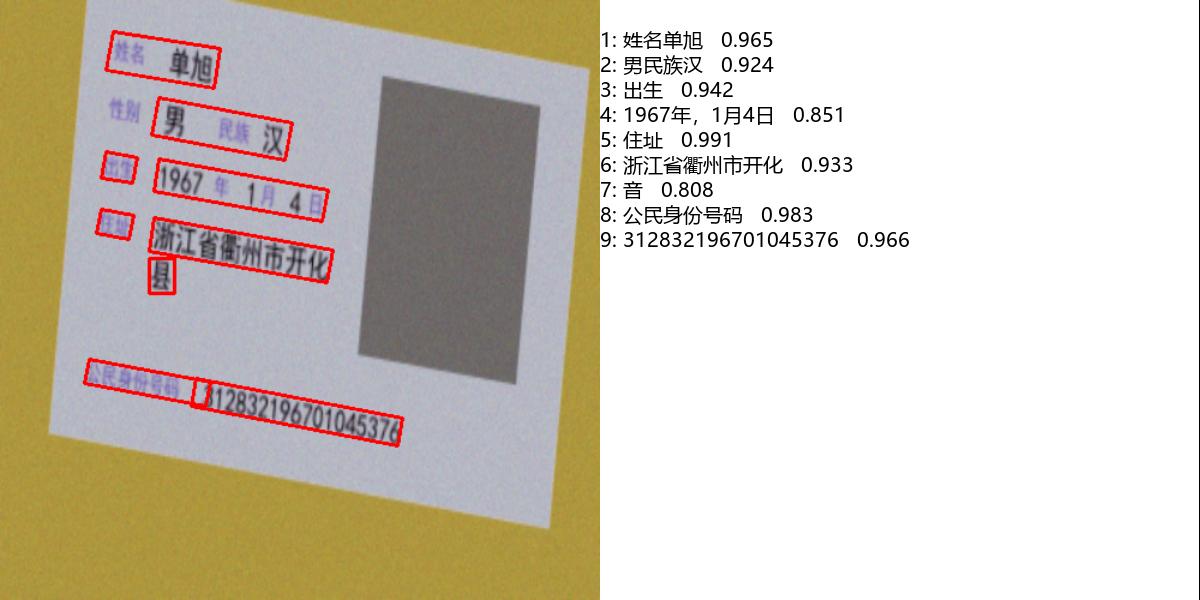 姓名 单旭
性别 男 民族 汉
出生 1967 年 1 月 4 日
住址 浙江省衢州市开化
县
公民身份号码 312832196701045376
1: 姓名单旭 0.965
2: 男民族汉 0.924
3: 出生 0.942
4: 1967年，1月4日 0.851
5: 住址 0.991
6: 浙江省衢州市开化 0.933
7: 音 0.808
8: 公民身份号码 0.983
9: 312832196701045376 0.966